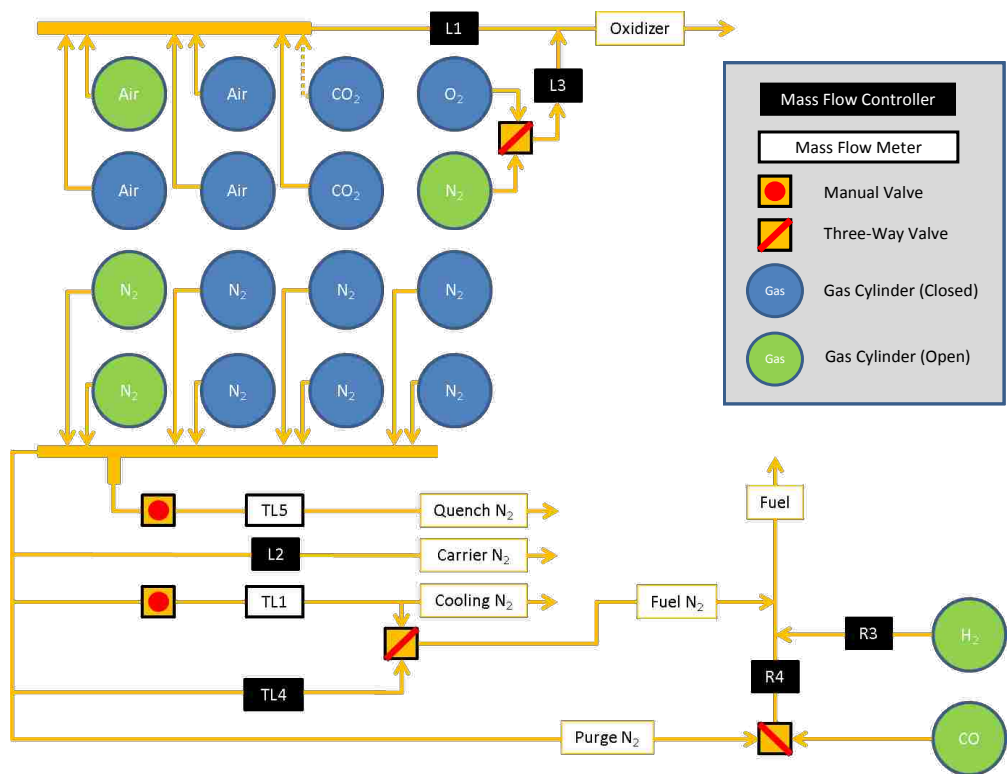 L1
Oxidizer
Air
Air
CO₂
O₂
L3
Air
Air
CO₂
N₂
N₂
N₂
N₂
N₂
N₂
N₂
N₂
N₂
TL5
Quench N₂
L2
Carrier N₂
TL1
Cooling N₂
TL4
Fuel N₂
Purge N₂
Fuel
R3
H₂
R4
CO
Mass Flow Controller
Mass Flow Meter
Manual Valve
Three-Way Valve
Gas
Gas Cylinder (Closed)
Gas
Gas Cylinder (Open)